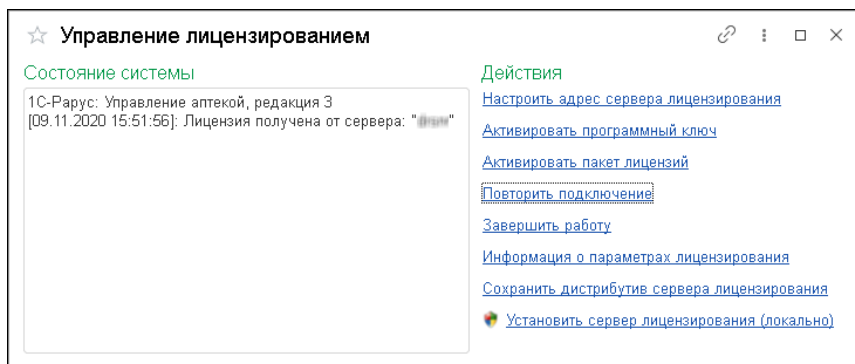 Управление лицензированием
Состояние системы
1С-Рарус: Управление аптекой, редакция 3
[09.11.2020 15:51:56]: Лицензия получена от сервера: " "
Действия
Настроить адрес сервера лицензирования
Активировать программный ключ
Активировать пакет лицензий
Повторить подключение
Завершить работу
Информация о параметрах лицензирования
Сохранить дистрибутив сервера лицензирования
Установить сервер лицензирования (локально)